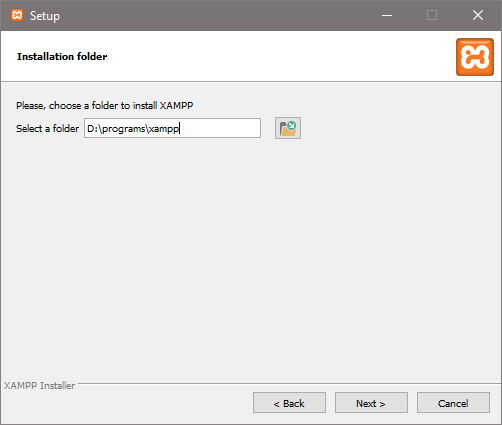 Setup
Installation folder
Please, choose a folder to install XAMPP
Select a folder D:\programs\xampp
XAMPP Installer
< Back Next > Cancel